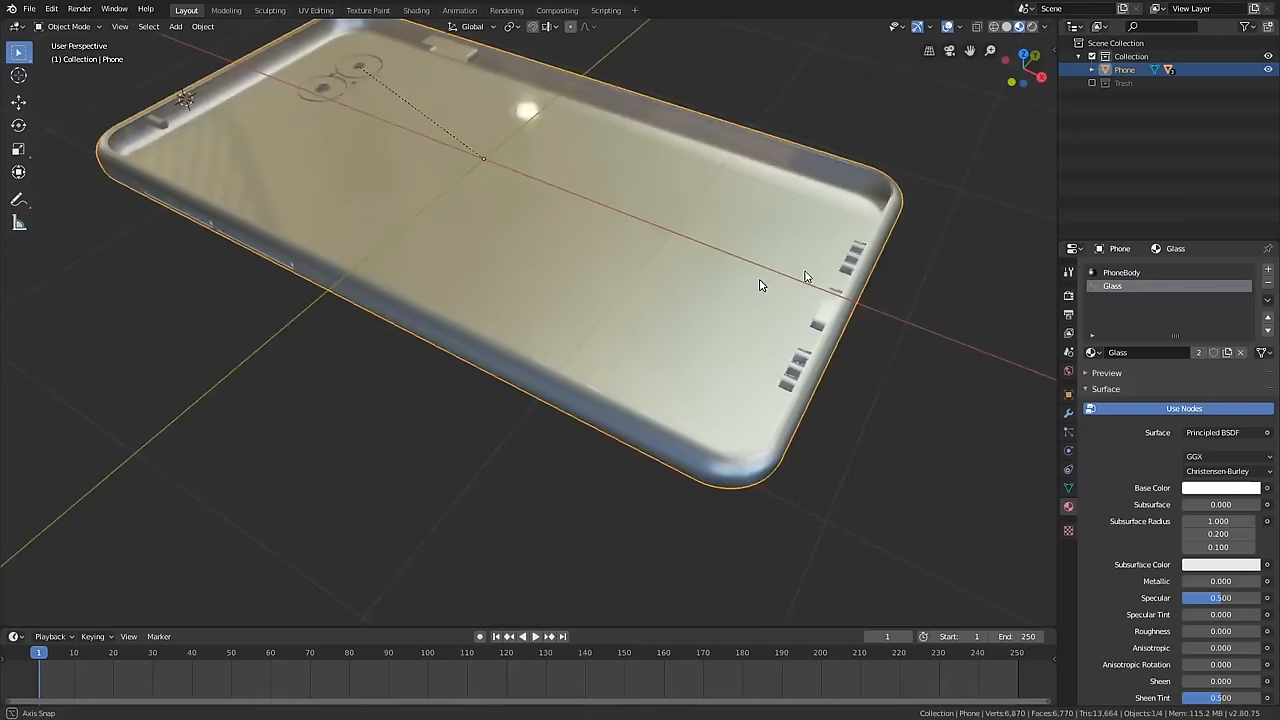 File Edit Render Window Help Layout Modeling Sculpting UV Editing Texture Paint Shading Animation Rendering Compositing Scripting + Scene View Layer
Object Mode View Select Add Object Global
User Perspective
(1) Collection | Phone
Scene Collection
Collection
Phone
Trash
Phone Glass
PhoneBody
Glass
Glass 2
Preview
Surface
Use Nodes
Surface Principled BSDF
GGX
Christensen-Burley
Base Color
Subsurface 0.000
Subsurface Radius 1.000
0.200
0.100
Subsurface Color
Metallic 0.000
Specular 0.500
Specular Tint 0.000
Roughness 0.000
Anisotropic 0.000
Anisotropic Rotation 0.000
Sheen 0.000
Sheen Tint 0.500
Playback Keying View Marker 1 Start: 1 End: 250
1 10 20 30 40 50 60 70 80 90 100 110 120 130 140 150 160 170 180 190 200 210 220 230 240 250
Axis Snap Collection | Phone | Verts:6,870 | Faces:6,770 | Tris:13,664 | Objects:1/4 | Mem: 115.2 MB | v2.80.75